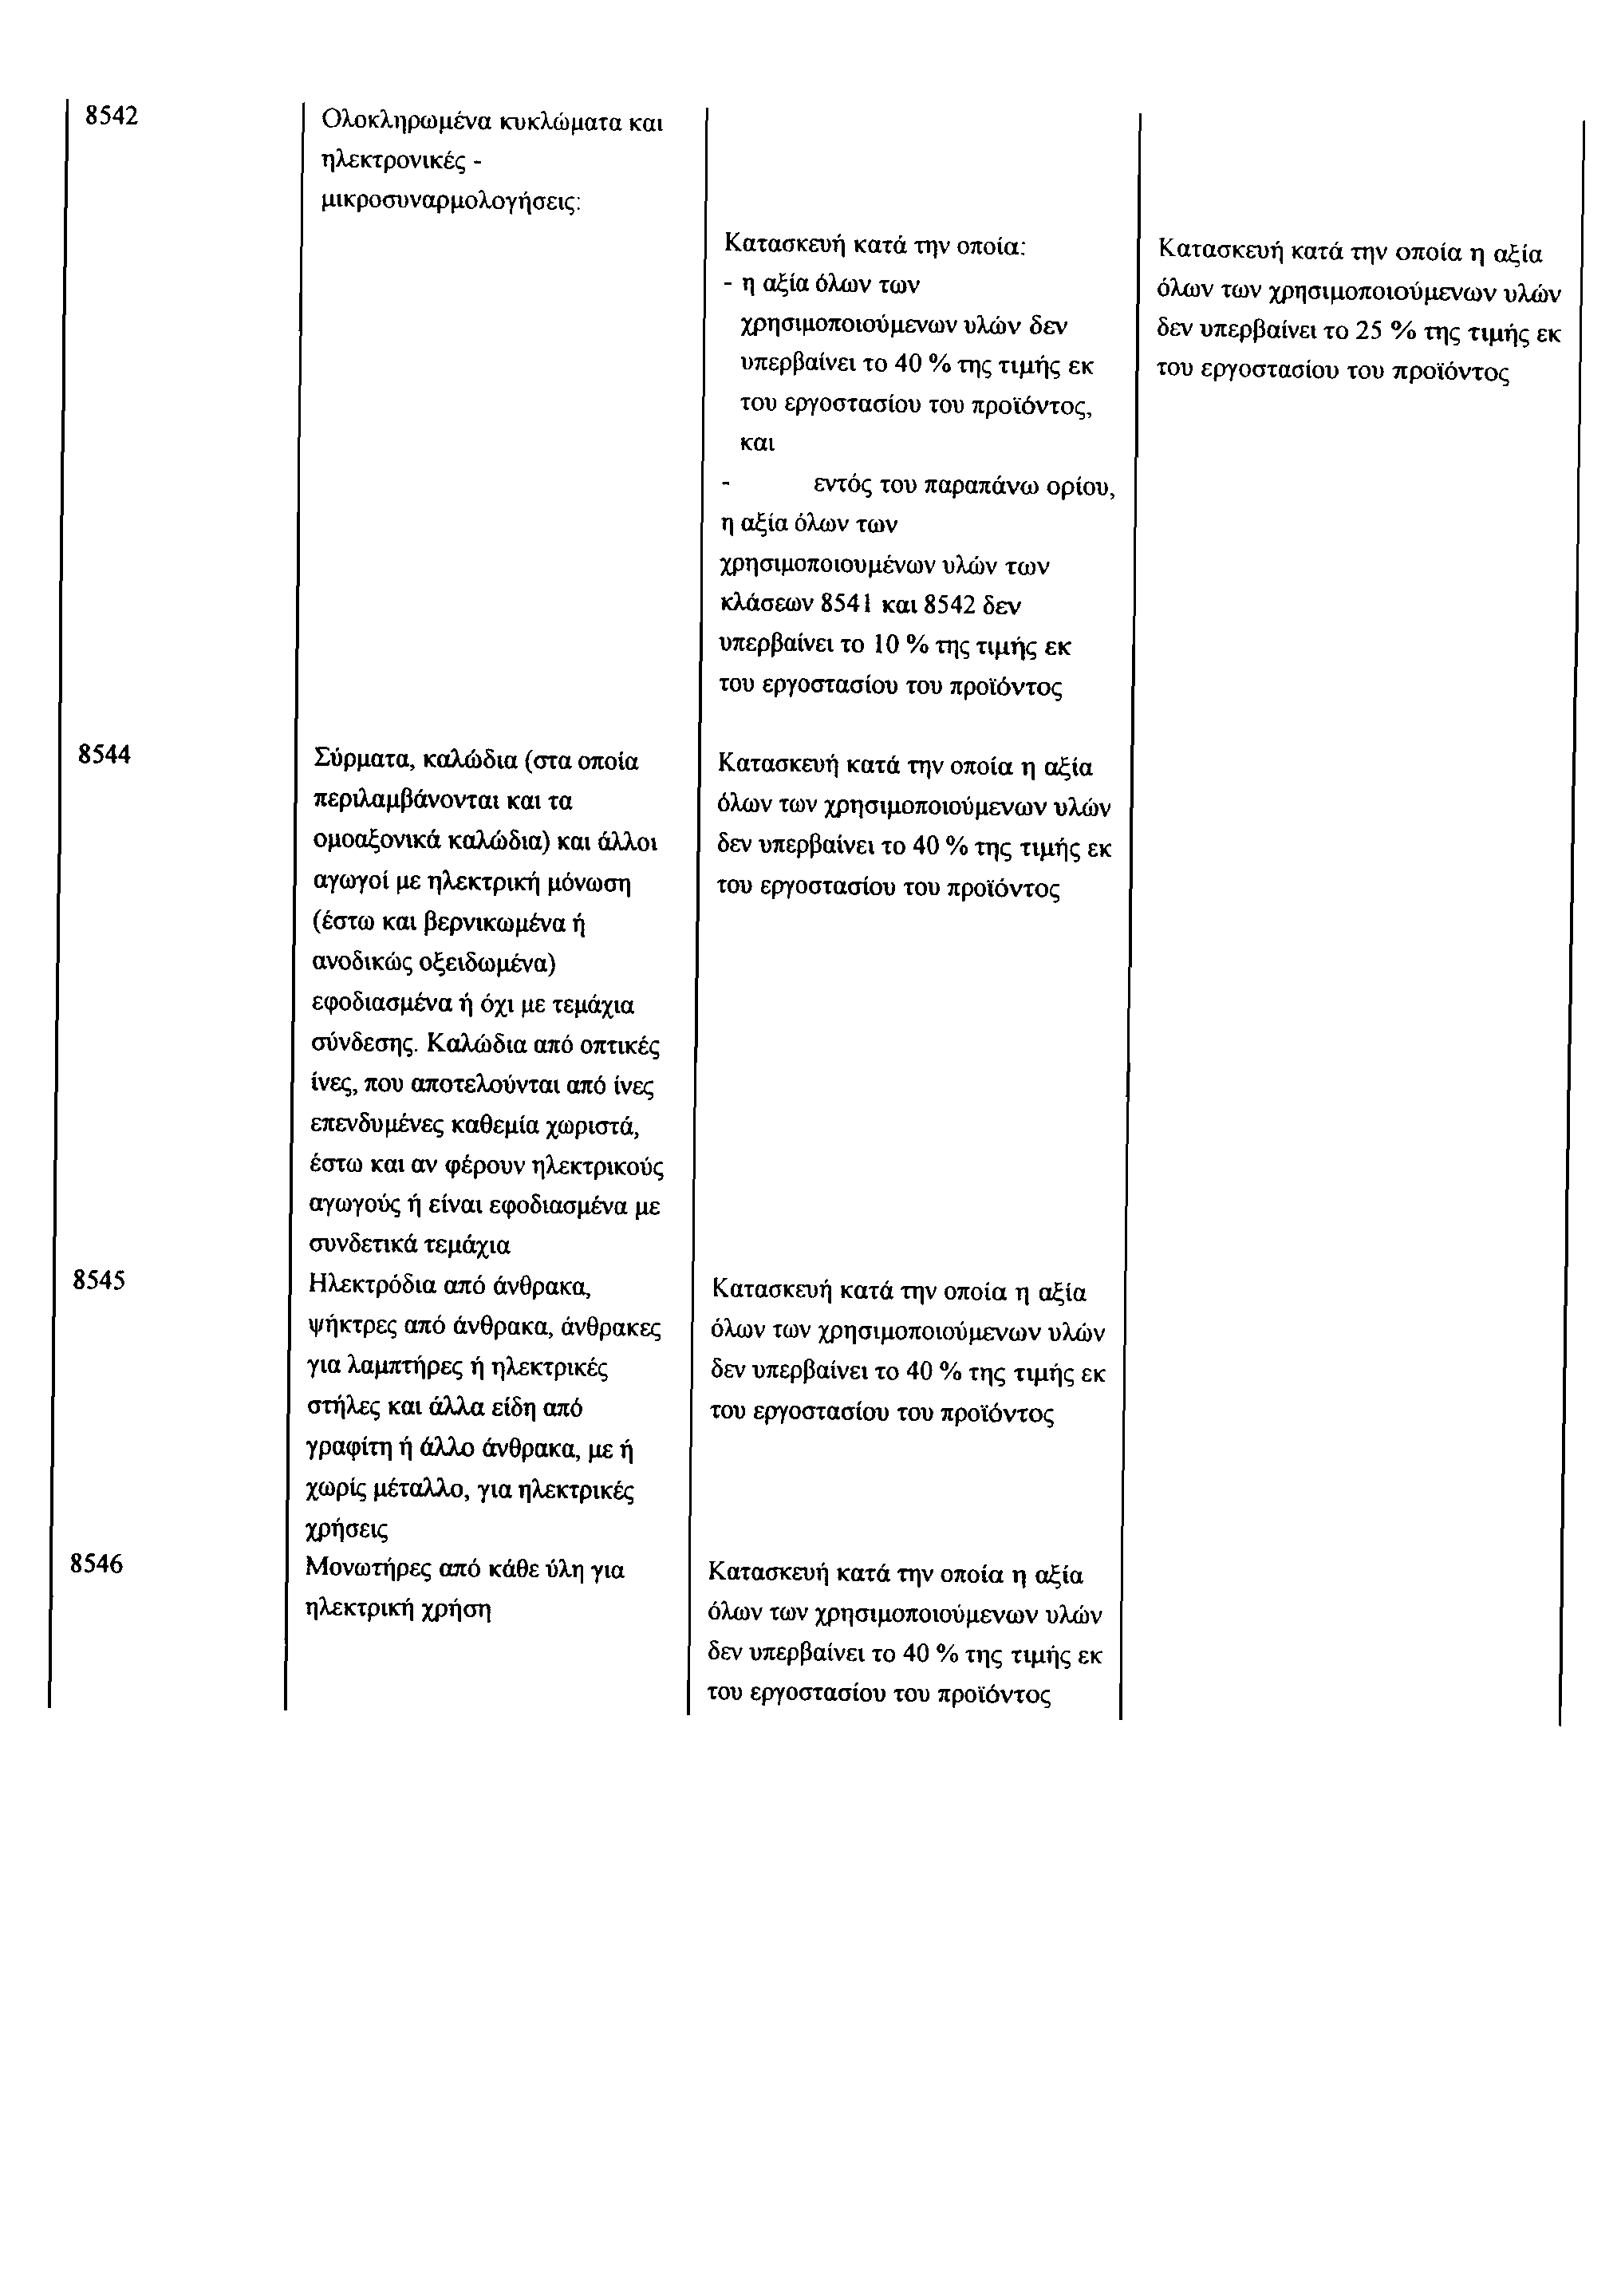 8542
Ολοκληρωμένα κυκλώματα και
ηλεκτρονικές -
μικροσυναρμολογήσεις:
Κατασκευή κατά την οποία:
- η αξία όλων των
χρησιμοποιούμενων υλών δεν
υπερβαίνει το 40 % της τιμής εκ
του εργοστασίου του προϊόντος,
και
- εντός του παραπάνω ορίου,
η αξία όλων των
χρησιμοποιουμένων υλών των
κλάσεων 8541 και 8542 δεν
υπερβαίνει το 10 % της τιμής εκ
του εργοστασίου του προϊόντος
Κατασκευή κατά την οποία η αξία
όλων των χρησιμοποιούμενων υλών
δεν υπερβαίνει το 25 % της τιμής εκ
του εργοστασίου του προϊόντος
8544
Σύρματα, καλώδια (στα οποία
περιλαμβάνονται και τα
ομοαξονικά καλώδια) και άλλοι
αγωγοί με ηλεκτρική μόνωση
(έστω και βερνικωμένα ή
ανοδικώς οξειδωμένα)
εφοδιασμένα ή όχι με τεμάχια
σύνδεσης. Καλώδια από οπτικές
ίνες, που αποτελούνται από ίνες
επενδυμένες καθεμία χωριστά,
έστω και αν φέρουν ηλεκτρικούς
αγωγούς ή είναι εφοδιασμένα με
συνδετικά τεμάχια
Κατασκευή κατά την οποία η αξία
όλων των χρησιμοποιούμενων υλών
δεν υπερβαίνει το 40 % της τιμής εκ
του εργοστασίου του προϊόντος
8545
Ηλεκτρόδια από άνθρακα,
ψήκτρες από άνθρακα, άνθρακες
για λαμπτήρες ή ηλεκτρικές
στήλες και άλλα είδη από
γραφίτη ή άλλο άνθρακα, με ή
χωρίς μέταλλο, για ηλεκτρικές
χρήσεις
Κατασκευή κατά την οποία η αξία
όλων των χρησιμοποιούμενων υλών
δεν υπερβαίνει το 40 % της τιμής εκ
του εργοστασίου του προϊόντος
8546
Μονωτήρες από κάθε ύλη για
ηλεκτρική χρήση
Κατασκευή κατά την οποία η αξία
όλων των χρησιμοποιούμενων υλών
δεν υπερβαίνει το 40 % της τιμής εκ
του εργοστασίου του προϊόντος